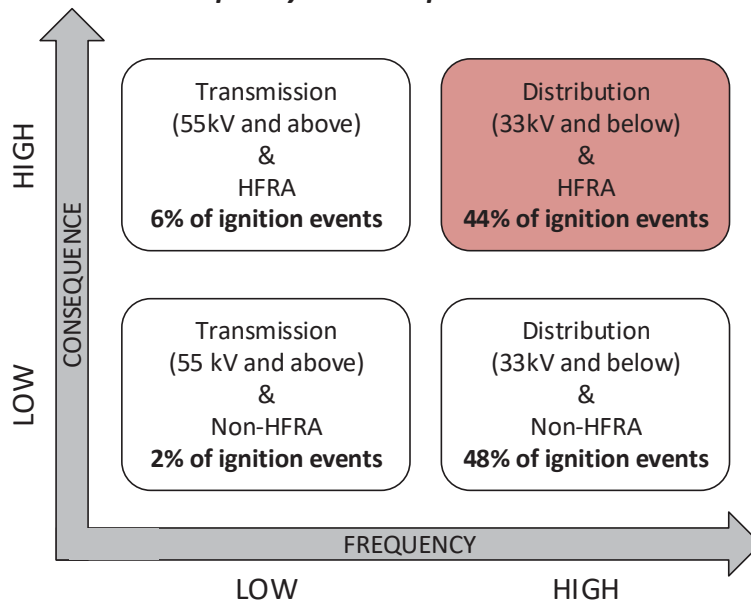 HIGH
LOW
CONSEQUENCE
Transmission
(55kV and above)
&
HFRA
6% of ignition events
Distribution
(33kV and below)
&
HFRA
44% of ignition events
Transmission
(55 kV and above)
&
Non-HFRA
2% of ignition events
Distribution
(33kV and below)
&
Non-HFRA
48% of ignition events
FREQUENCY
LOW
HIGH